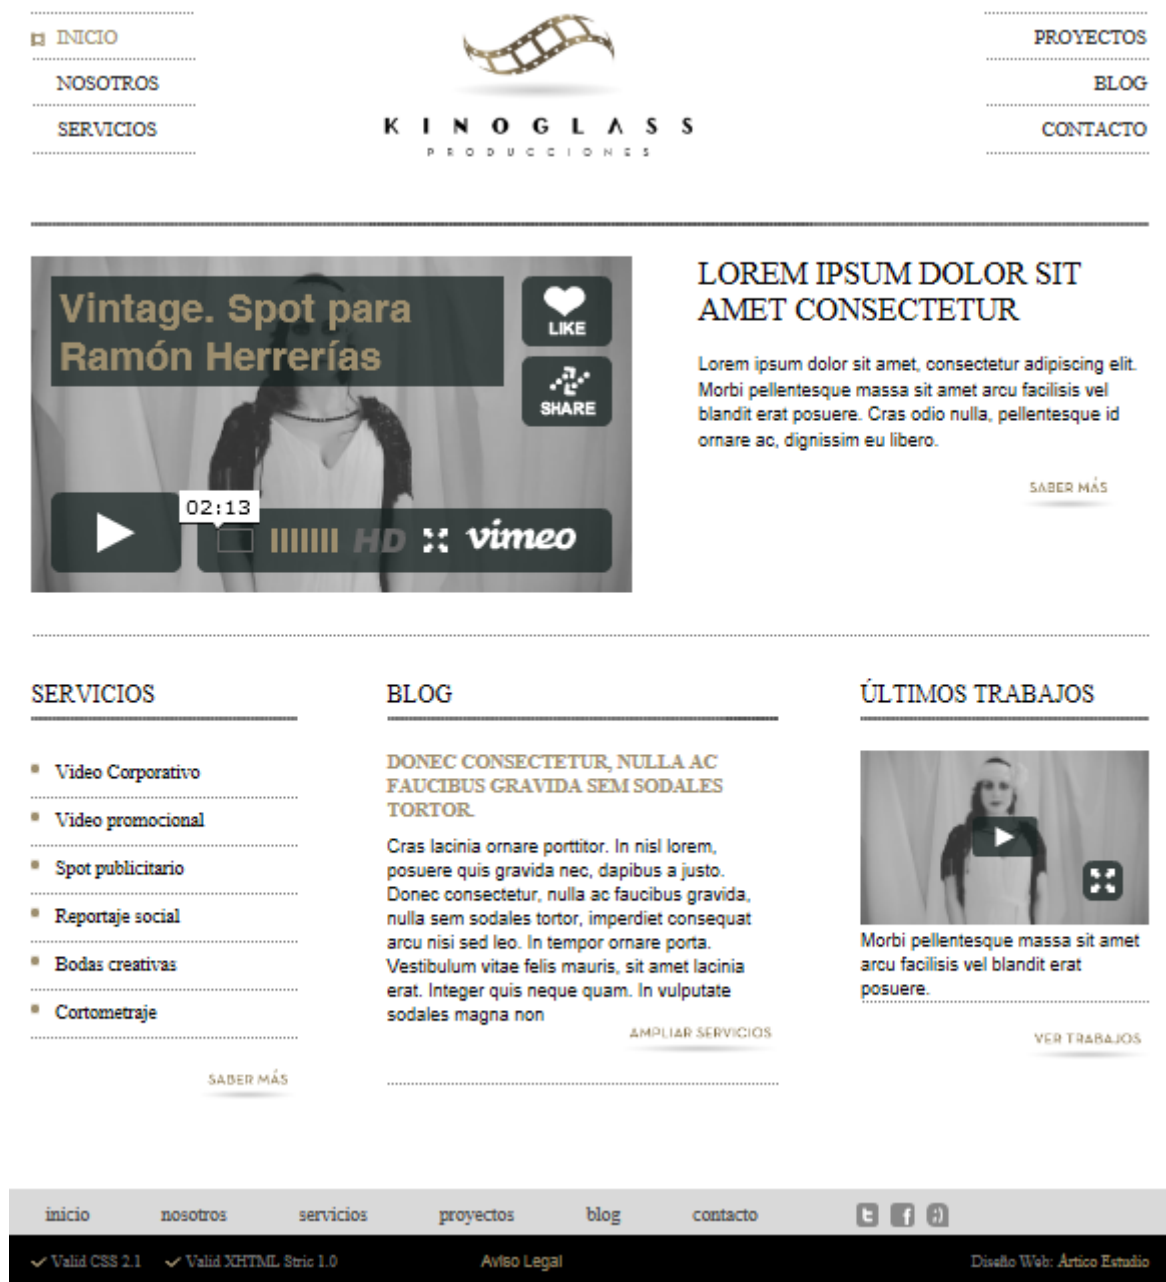 INICIO
NOSOTROS
SERVICIOS
KINOGLASS
PRODUCCIONES
PROYECTOS
BLOG
CONTACTO
Vintage. Spot para
Ramón Herrerías
LIKE
SHARE
02:13
HD
vimeo
LOREM IPSUM DOLOR SIT
AMET CONSECTETUR
Lorem ipsum dolor sit amet, consectetur adipiscing elit.
Morbi pellentesque massa sit amet arcu facilisis vel
blandit erat posuere. Cras odio nulla, pellentesque id
ornare ac, dignissim eu libero.
SABER MÁS
SERVICIOS
Video Corporativo
Video promocional
Spot publicitario
Reportaje social
Bodas creativas
Cortometraje
SABER MÁS
BLOG
DONEC CONSECTETUR, NULLA AC
FAUCIBUS GRAVIDA SEM SODALES
TORTOR.
Cras lacinia ornare porttitor. In nisl lorem,
posuere quis gravida nec, dapibus a justo.
Donec consectetur, nulla ac faucibus gravida,
nulla sem sodales tortor, imperdiet consequat
arcu nisi sed leo. In tempor ornare porta.
Vestibulum vitae felis mauris, sit amet lacinia
erat. Integer quis neque quam. In vulputate
sodales magna non
AMPLIAR SERVICIOS
ÚLTIMOS TRABAJOS
Morbi pellentesque massa sit amet
arcu facilisis vel blandit erat
posuere.
VER TRABAJOS
inicio nosotros servicios proyectos blog contacto
Valid CSS 2.1 Valid XHTML Stric 1.0 Aviso Legal Diseño Web: Ártico Estudio